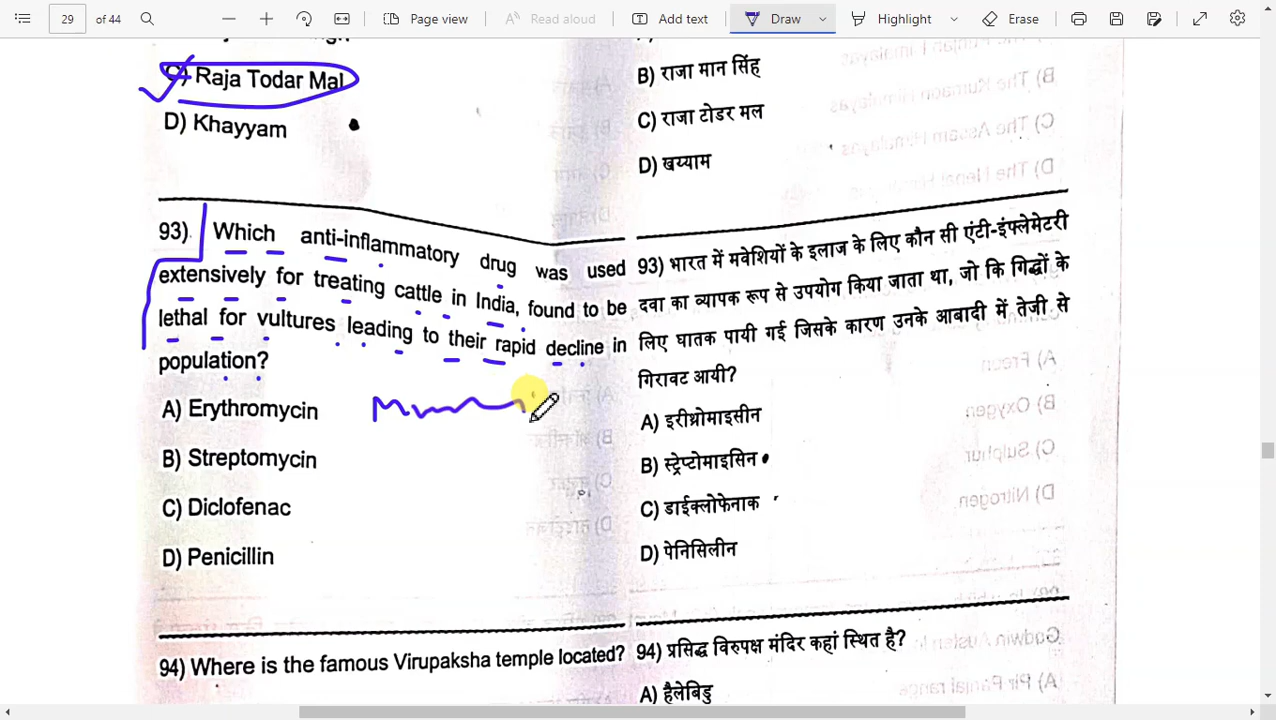 29
of 44
Page view
Read aloud
Add text
Draw
Highlight
Erase
C) Raja Todar Mal
D) Khayyam
B) राजा मान सिंह
C) राजा टोडर मल
D) खय्याम
93) Which anti-inflammatory drug was used
extensively for treating cattle in India, found to be
lethal for vultures leading to their rapid decline in
population?
A) Erythromycin
B) Streptomycin
C) Diclofenac
D) Penicillin
93) भारत में मवेशियों के इलाज के लिए कौन सी एंटी-इंफ्लेमेटरी
दवा का व्यापक रूप से उपयोग किया जाता था, जो कि गिद्धों के
लिए घातक पायी गई जिसके कारण उनके आबादी में तेजी से
गिरावट आयी?
A) इरीथ्रोमाइसीन
B) स्ट्रेप्टोमाइसिन
C) डाईक्लोफेनाक
D) पेनिसिलीन
94) Where is the famous Virupaksha temple located?
94) प्रसिद्ध विरुपक्ष मंदिर कहां स्थित है?
A) हैलेबिडु